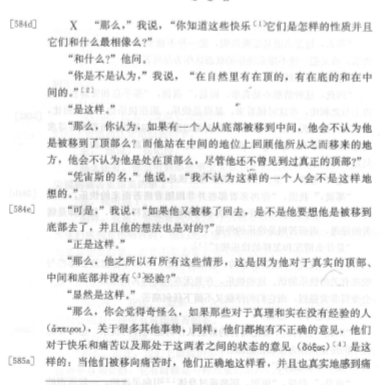 [584d] X “那么,”我说,“你知道这些快乐[1]它们是怎样的性质并且
它们和什么最相像么?”
“和什么?”他问。
“你是不是认为,”我说,“在自然里有在顶的,有在底的和在中
间的。”[2]
“是这样。”
“那么,你认为,如果有一个人从底部被移到中间,他会不认为他
是被移到了顶部么?而他站在中间的地位上回顾他所从之而移来的地
方,他会不认为他是处在顶部么,尽管他还不曾见到过真正的顶部?”
“凭宙斯的名,”他说,“我不认为这样的一个人会不是这样地
想的。”
[584e] “可是,”我说,“如果他又被移了回去,是不是他要想他是被移到
底部去了,并且他的想法也是对的?”
“正是这样。”
“那么,他之所以有所有这些情形,这是因为他对于真实的顶部、
中间和底部并没有[3]经验?”
“显然是这样。”
“那么,你会觉得奇怪么,如果那些对于真理和实在没有经验的人
(ἄπειροι),关于很多其他事物,同样,他们都抱有不正确的意见,他们
对于快乐和痛苦以及那处于这两者之间的状态的意见(δόξας)[4]是这
[585a] 样的:当他们被移向痛苦时,他们正确地这样看,并且也真实地感到痛